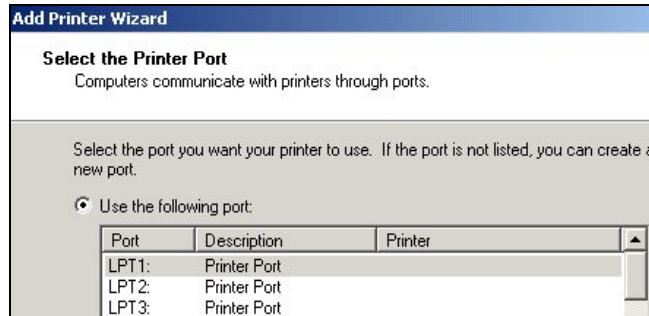 Add Printer Wizard
Select the Printer Port
Computers communicate with printers through ports.
Select the port you want your printer to use. If the port is not listed, you can create a
new port.
Use the following port:
Port Description Printer
LPT1: Printer Port
LPT2: Printer Port
LPT3: Printer Port